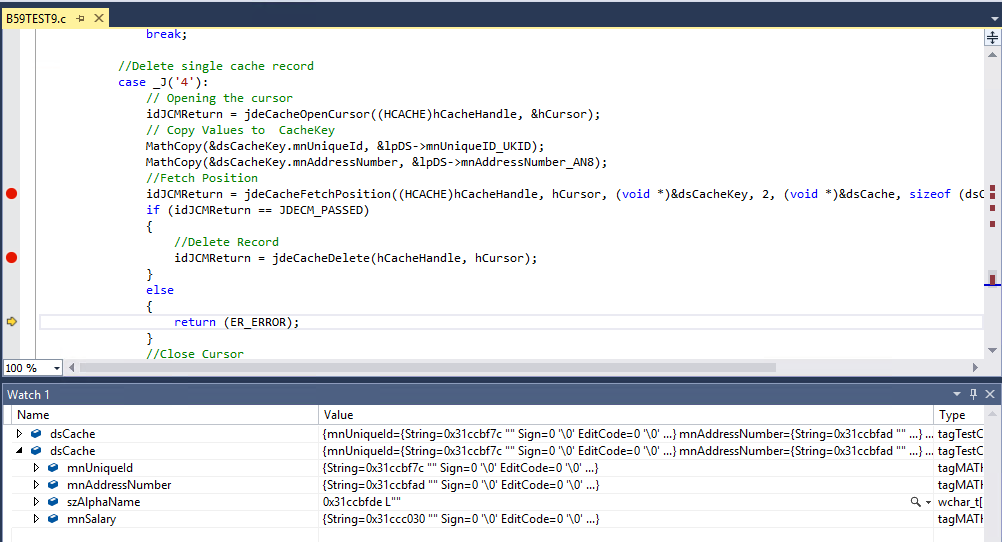 B59TEST9.c
break;
//Delete single cache record
case _J('4'):
// Opening the cursor
idJCMReturn = jdeCacheOpenCursor((HCACHE)hCacheHandle, &hCursor);
// Copy Values to  CacheKey
MathCopy(&dsCacheKey.mnUniqueId, &lpDS->mnUniqueID_UKID);
MathCopy(&dsCacheKey.mnAddressNumber, &lpDS->mnAddressNumber_AN8);
//Fetch Position
idJCMReturn = jdeCacheFetchPosition((HCACHE)hCacheHandle, hCursor, (void *)&dsCacheKey, 2, (void *)&dsCache, sizeof (dsC
if (idJCMReturn == JDECM_PASSED)
{
//Delete Record
idJCMReturn = jdeCacheDelete(hCacheHandle, hCursor);
}
else
{
return (ER_ERROR);
}
//Close Cursor
100 %
Watch 1
Name Value Type
dsCache {mnUniqueId={String=0x31ccbf7c "" Sign=0 '\0' EditCode=0 '\0' ...} mnAddressNumber={String=0x31ccbfad "" ...} ... tagTestC
dsCache {mnUniqueId={String=0x31ccbf7c "" Sign=0 '\0' EditCode=0 '\0' ...} mnAddressNumber={String=0x31ccbfad "" ...} ... tagTestC
mnUniqueId {String=0x31ccbf7c "" Sign=0 '\0' EditCode=0 '\0' ...} tagMATH
mnAddressNumber {String=0x31ccbfad "" Sign=0 '\0' EditCode=0 '\0' ...} tagMATH
szAlphaName 0x31ccbfde L"" wchar_t[
mnSalary {String=0x31ccc030 "" Sign=0 '\0' EditCode=0 '\0' ...} tagMATH